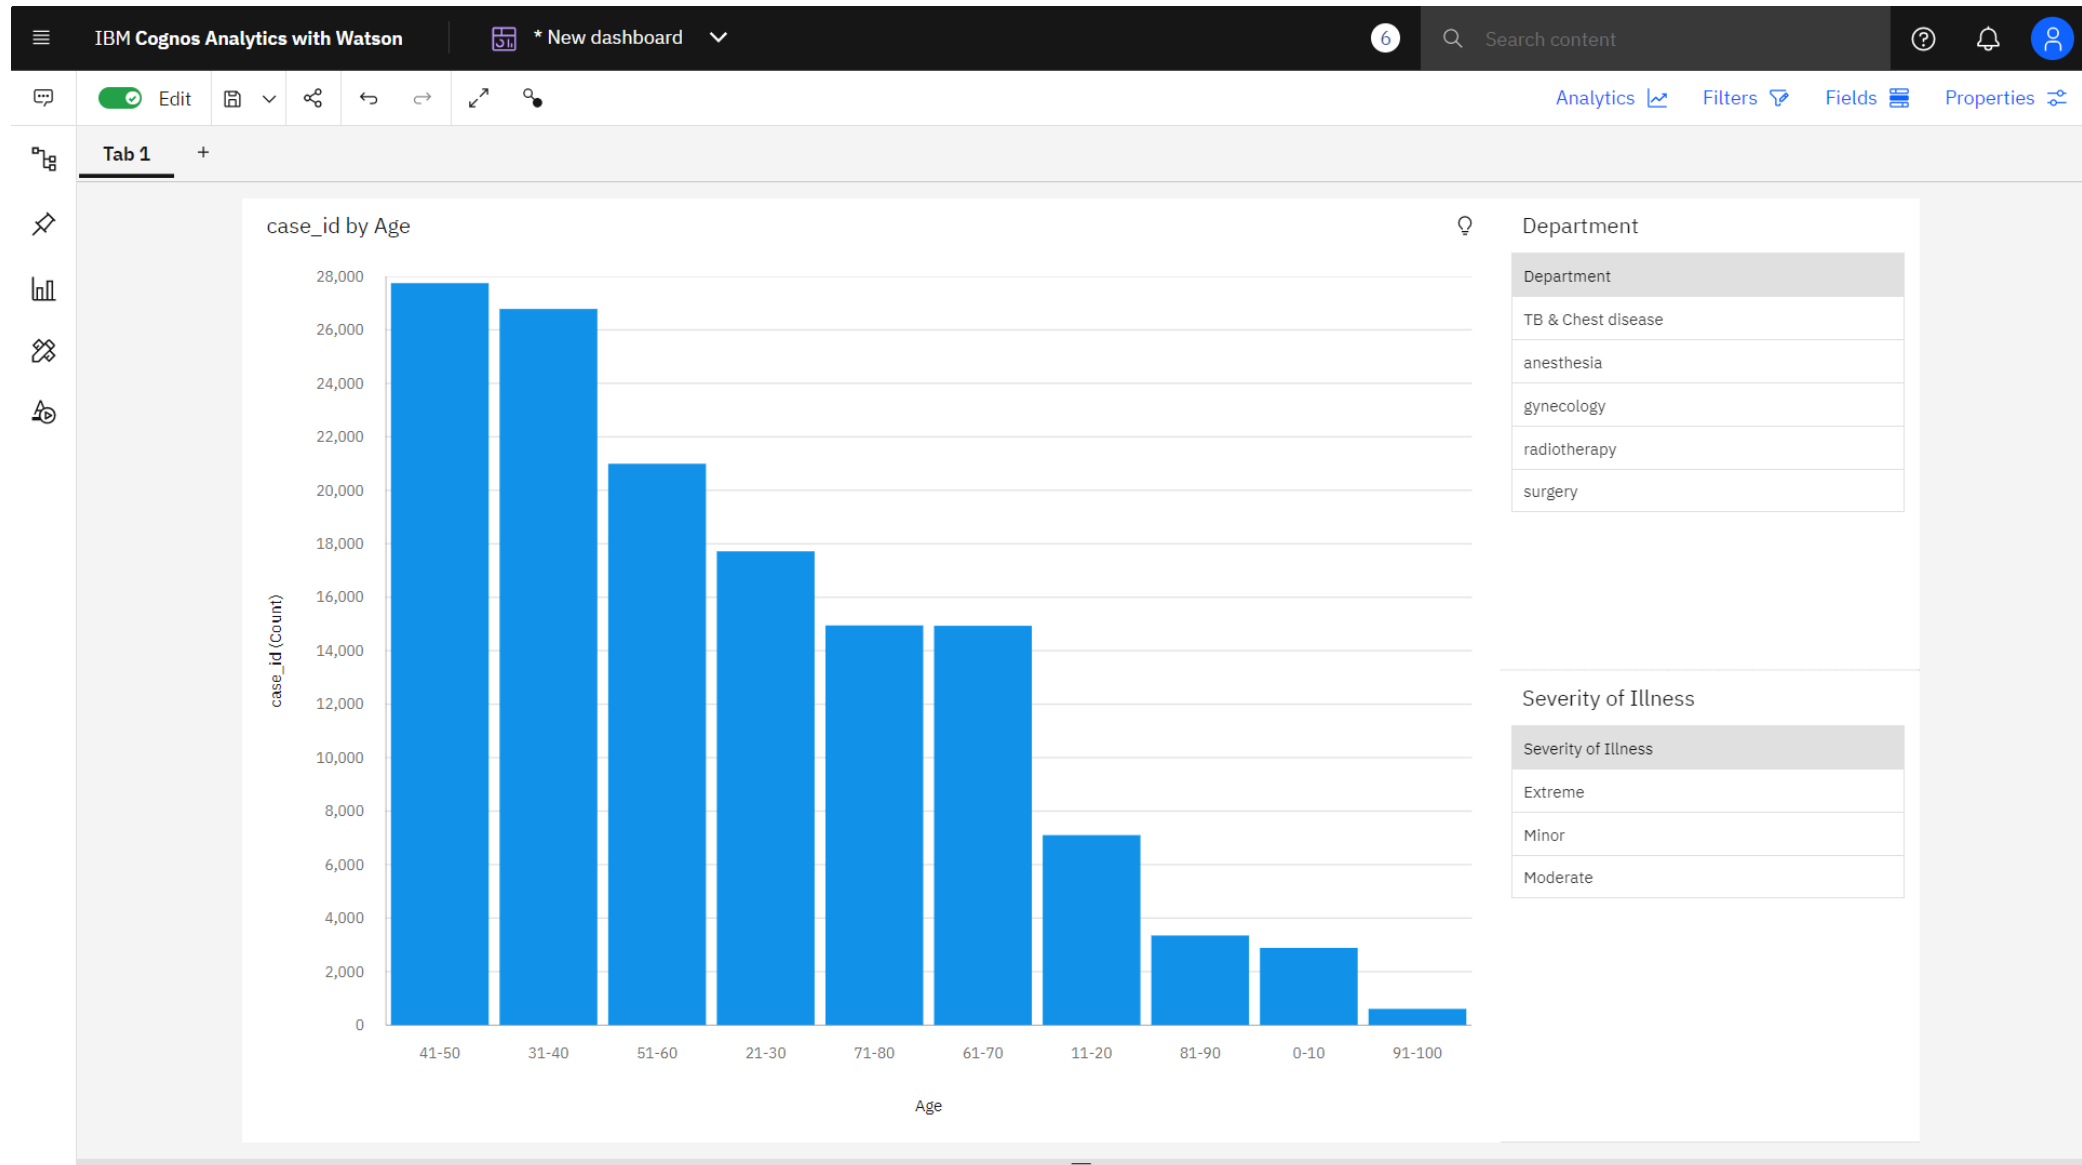 IBM Cognos Analytics with Watson
* New dashboard
6
Search content
Edit
Analytics
Filters
Fields
Properties
Tab 1
+
case_id by Age
28,000
26,000
24,000
22,000
20,000
18,000
16,000
14,000
12,000
10,000
8,000
6,000
4,000
2,000
0
case_id (Count)
41-50 31-40 51-60 21-30 71-80 61-70 11-20 81-90 0-10 91-100
Age
Department
Department
TB & Chest disease
anesthesia
gynecology
radiotherapy
surgery
Severity of Illness
Severity of Illness
Extreme
Minor
Moderate